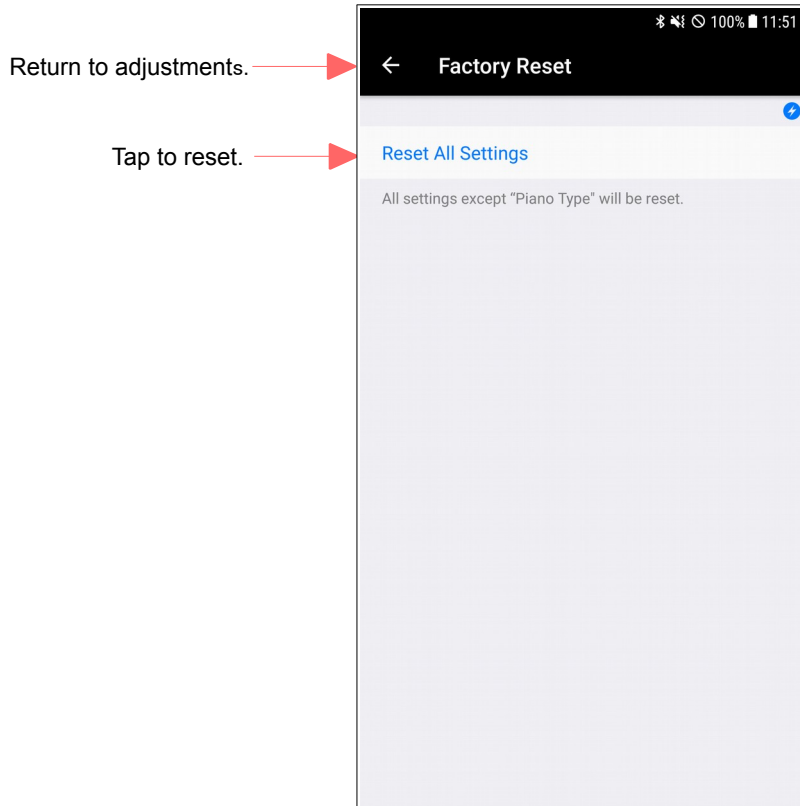 100% 11:51
Return to adjustments.
Factory Reset
Tap to reset.
Reset All Settings
All settings except “Piano Type" will be reset.